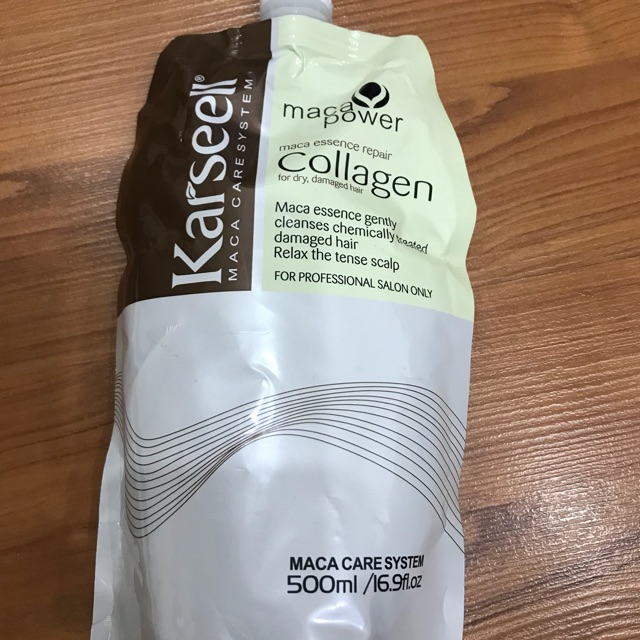 Karseell®
MACA CARE SYSTEM
maca
power
maca essence repair
collagen
for dry, damaged hair
Maca essence gently
cleanses chemically treated
damaged hair
Relax the tense scalp
FOR PROFESSIONAL SALON ONLY
MACA CARE SYSTEM
500ml /16.9fl.oz